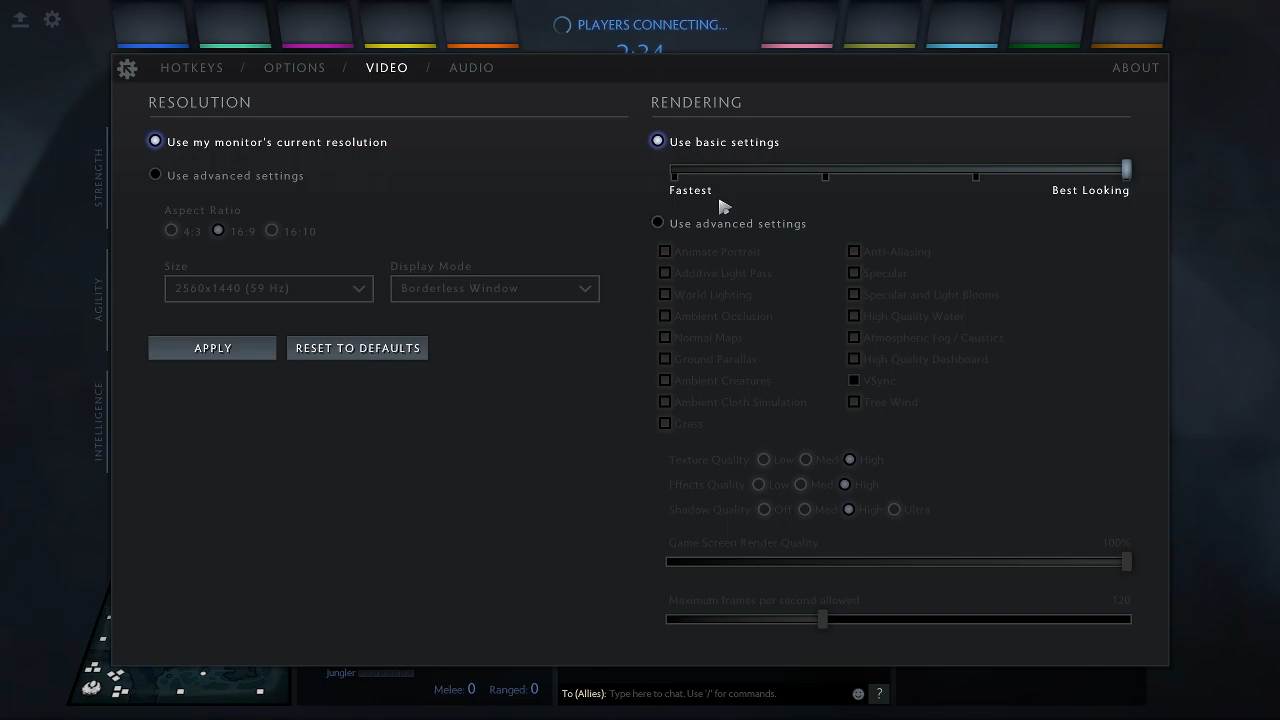 PLAYERS CONNECTING...
2:34
HOTKEYS / OPTIONS / VIDEO / AUDIO
ABOUT
RESOLUTION
Use my monitor's current resolution
Use advanced settings
Aspect Ratio
4:3 16:9 16:10
Size
Display Mode
2560x1440 (59 Hz)
Borderless Window
APPLY
RESET TO DEFAULTS
RENDERING
Use basic settings
Fastest
Best Looking
Use advanced settings
Animate Portrait
Anti-Aliasing
Additive Light Pass
Specular
World Lighting
Specular and Light Blooms
Ambient Occlusion
High Quality Water
Normal Maps
Atmospheric Fog / Caustics
Ground Parallax
High Quality Dashboard
Ambient Creatures
VSync
Ambient Cloth Simulation
Tree Wind
Grass
Texture Quality Low Med High
Effects Quality Low Med High
Shadow Quality Off Med High Ultra
Game Screen Render Quality 100%
Maximum frames per second allowed 120
STRENGTH
AGILITY
INTELLIGENCE
Jungler
Melee: 0 Ranged: 0
To (Allies): Type here to chat. Use '/' for commands.
?